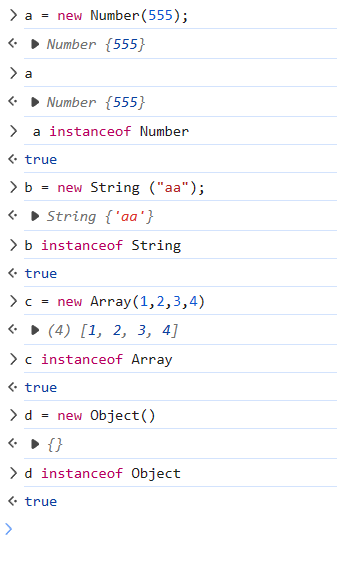 a = new Number(555);
Number {555}
a
Number {555}
a instanceof Number
true
b = new String ("aa");
String {'aa'}
b instanceof String
true
c = new Array(1,2,3,4)
(4) [1, 2, 3, 4]
c instanceof Array
true
d = new Object()
{}
d instanceof Object
true